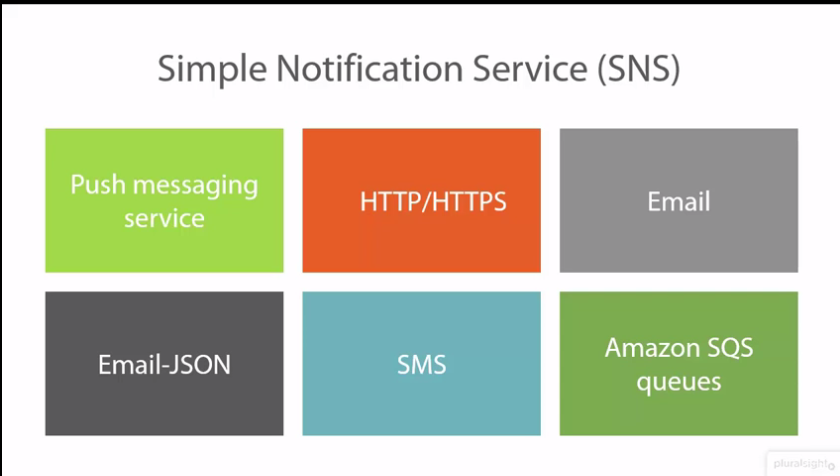 Simple Notification Service (SNS)
Push messaging
service
HTTP/HTTPS
Email
Email-JSON
SMS
Amazon SQS
queues
pluralsight